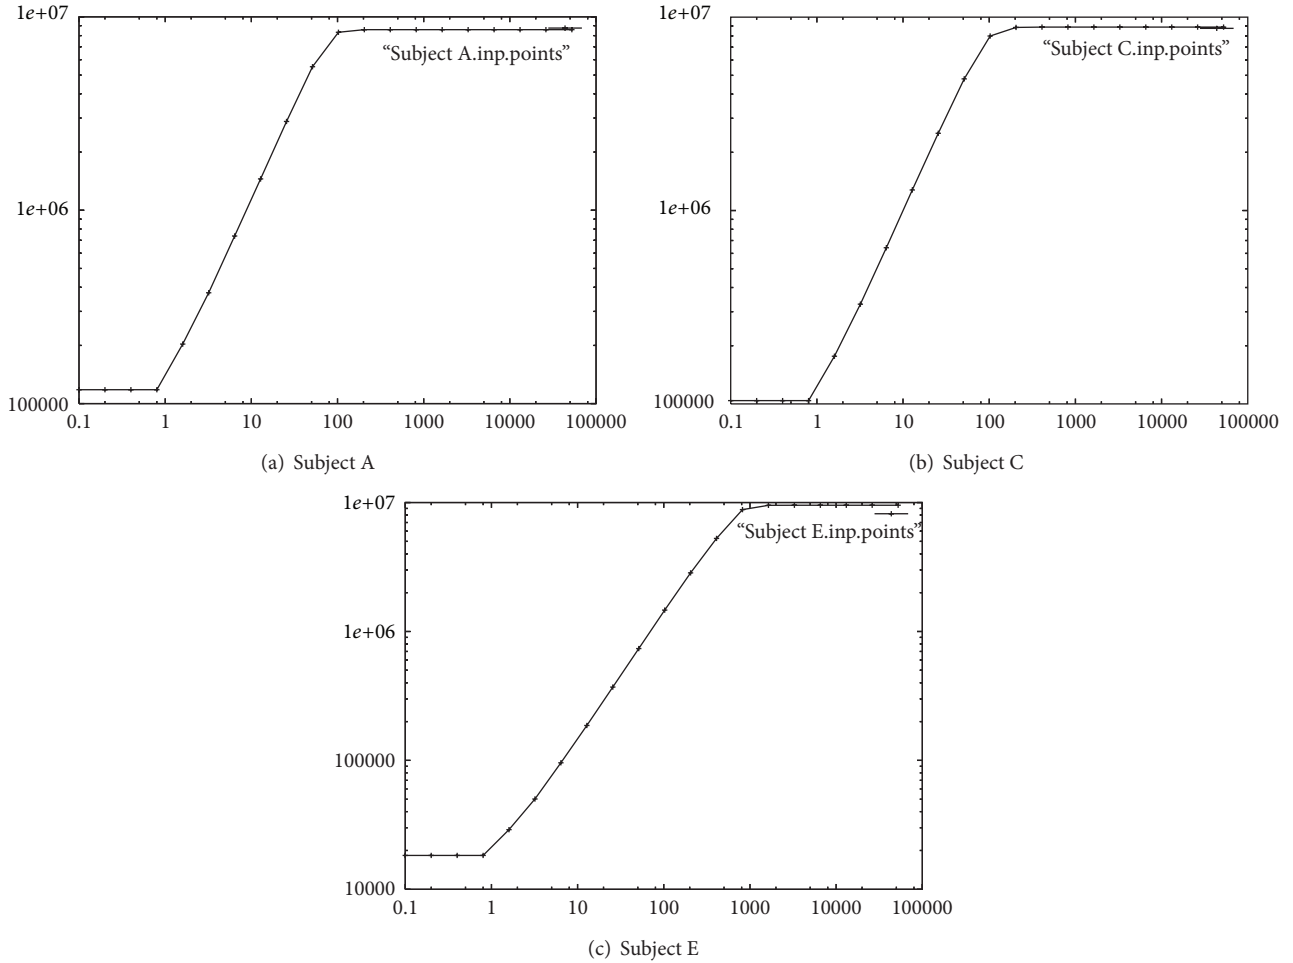 1e+07
“Subject A.inp.points”
1e+06
100000
0.1 1 10 100 1000 10000 100000
(a) Subject A
1e+07
“Subject C.inp.points”
1e+06
100000
0.1 1 10 100 1000 10000 100000
(b) Subject C
1e+07
“Subject E.inp.points”
1e+06
100000
10000
0.1 1 10 100 1000 10000 100000
(c) Subject E